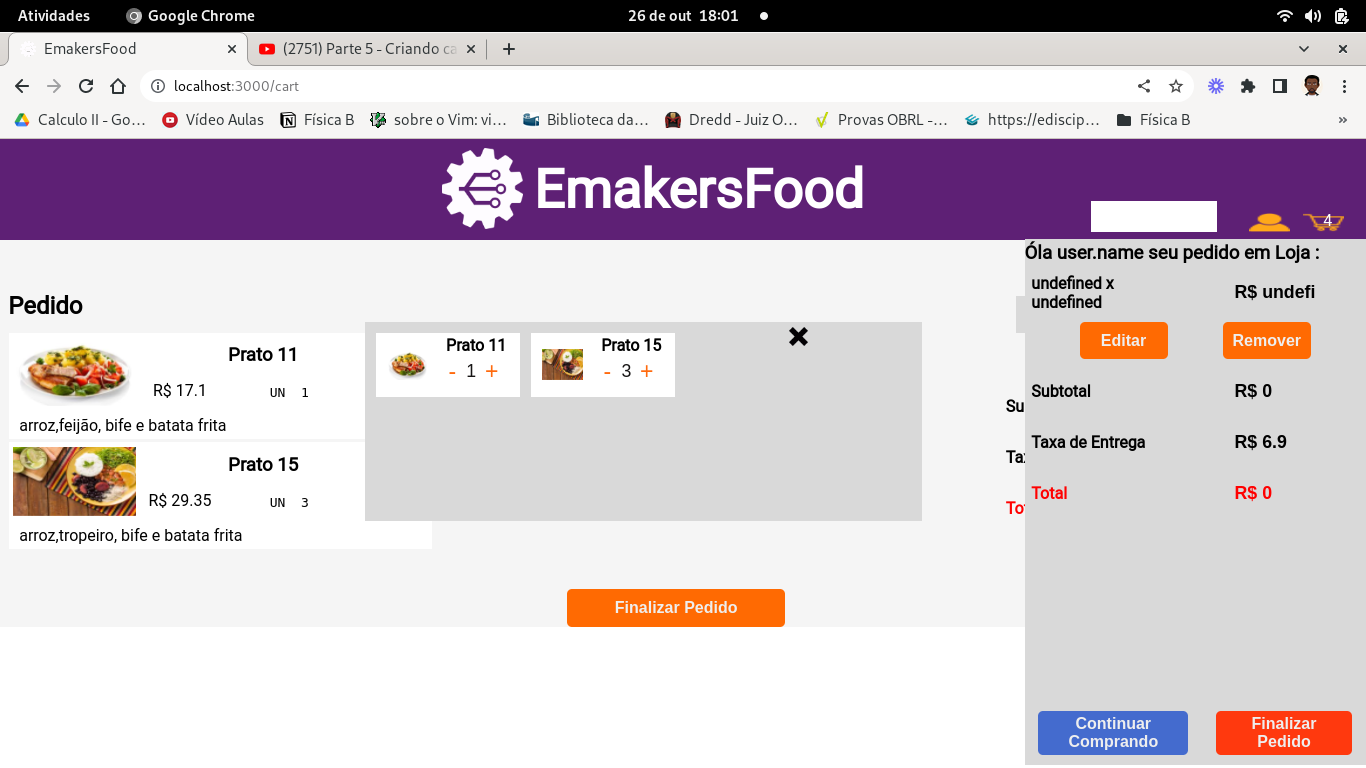 Atividades
Google Chrome
26 de out 18:01
EmakersFood
(2751) Parte 5 - Criando ca
localhost:3000/cart
Calculo II - Go...
Vídeo Aulas
Física B
sobre o Vim: vi...
Biblioteca da...
Dredd - Juiz O...
Provas OBRL -...
https://ediscip...
Física B
»
EmakersFood
4
Óla user.name seu pedido em Loja :
undefined x
undefined
R$ undefi
Editar
Remover
Subtotal
R$ 0
Taxa de Entrega
R$ 6.9
Total
R$ 0
Continuar
Comprando
Finalizar
Pedido
Pedido
Prato 11
R$ 17.1
UN 1
arroz,feijão, bife e batata frita
Prato 15
R$ 29.35
UN 3
arroz,tropeiro, bife e batata frita
Prato 11
- 1 +
Prato 15
- 3 +
Su
Tax
Tot
Finalizar Pedido